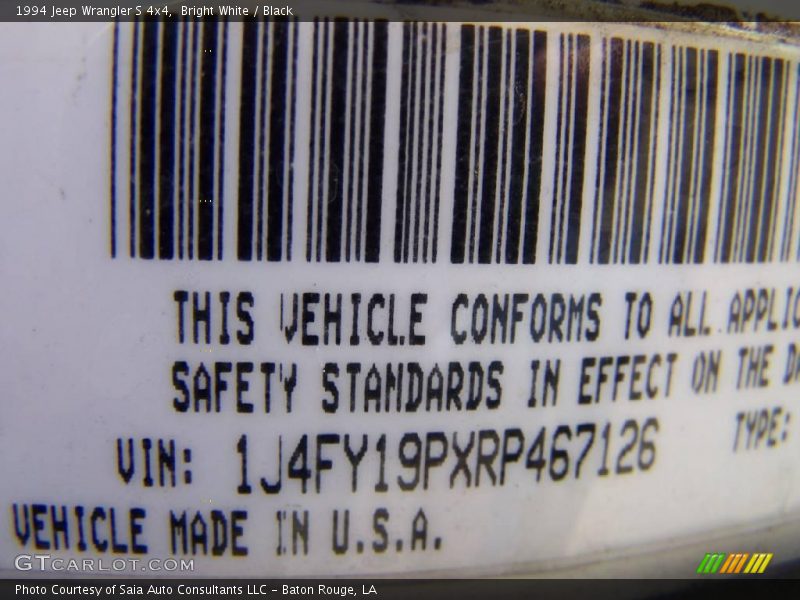 1994 Jeep Wrangler S 4x4, Bright White / Black
THIS VEHICLE CONFORMS TO ALL APPLIC
SAFETY STANDARDS IN EFFECT ON THE DA
VIN: 1J4FY19PXRP467126 TYPE:
VEHICLE MADE IN U.S.A.
GTCARLOT.COM
Photo Courtesy of Saia Auto Consultants LLC - Baton Rouge, LA